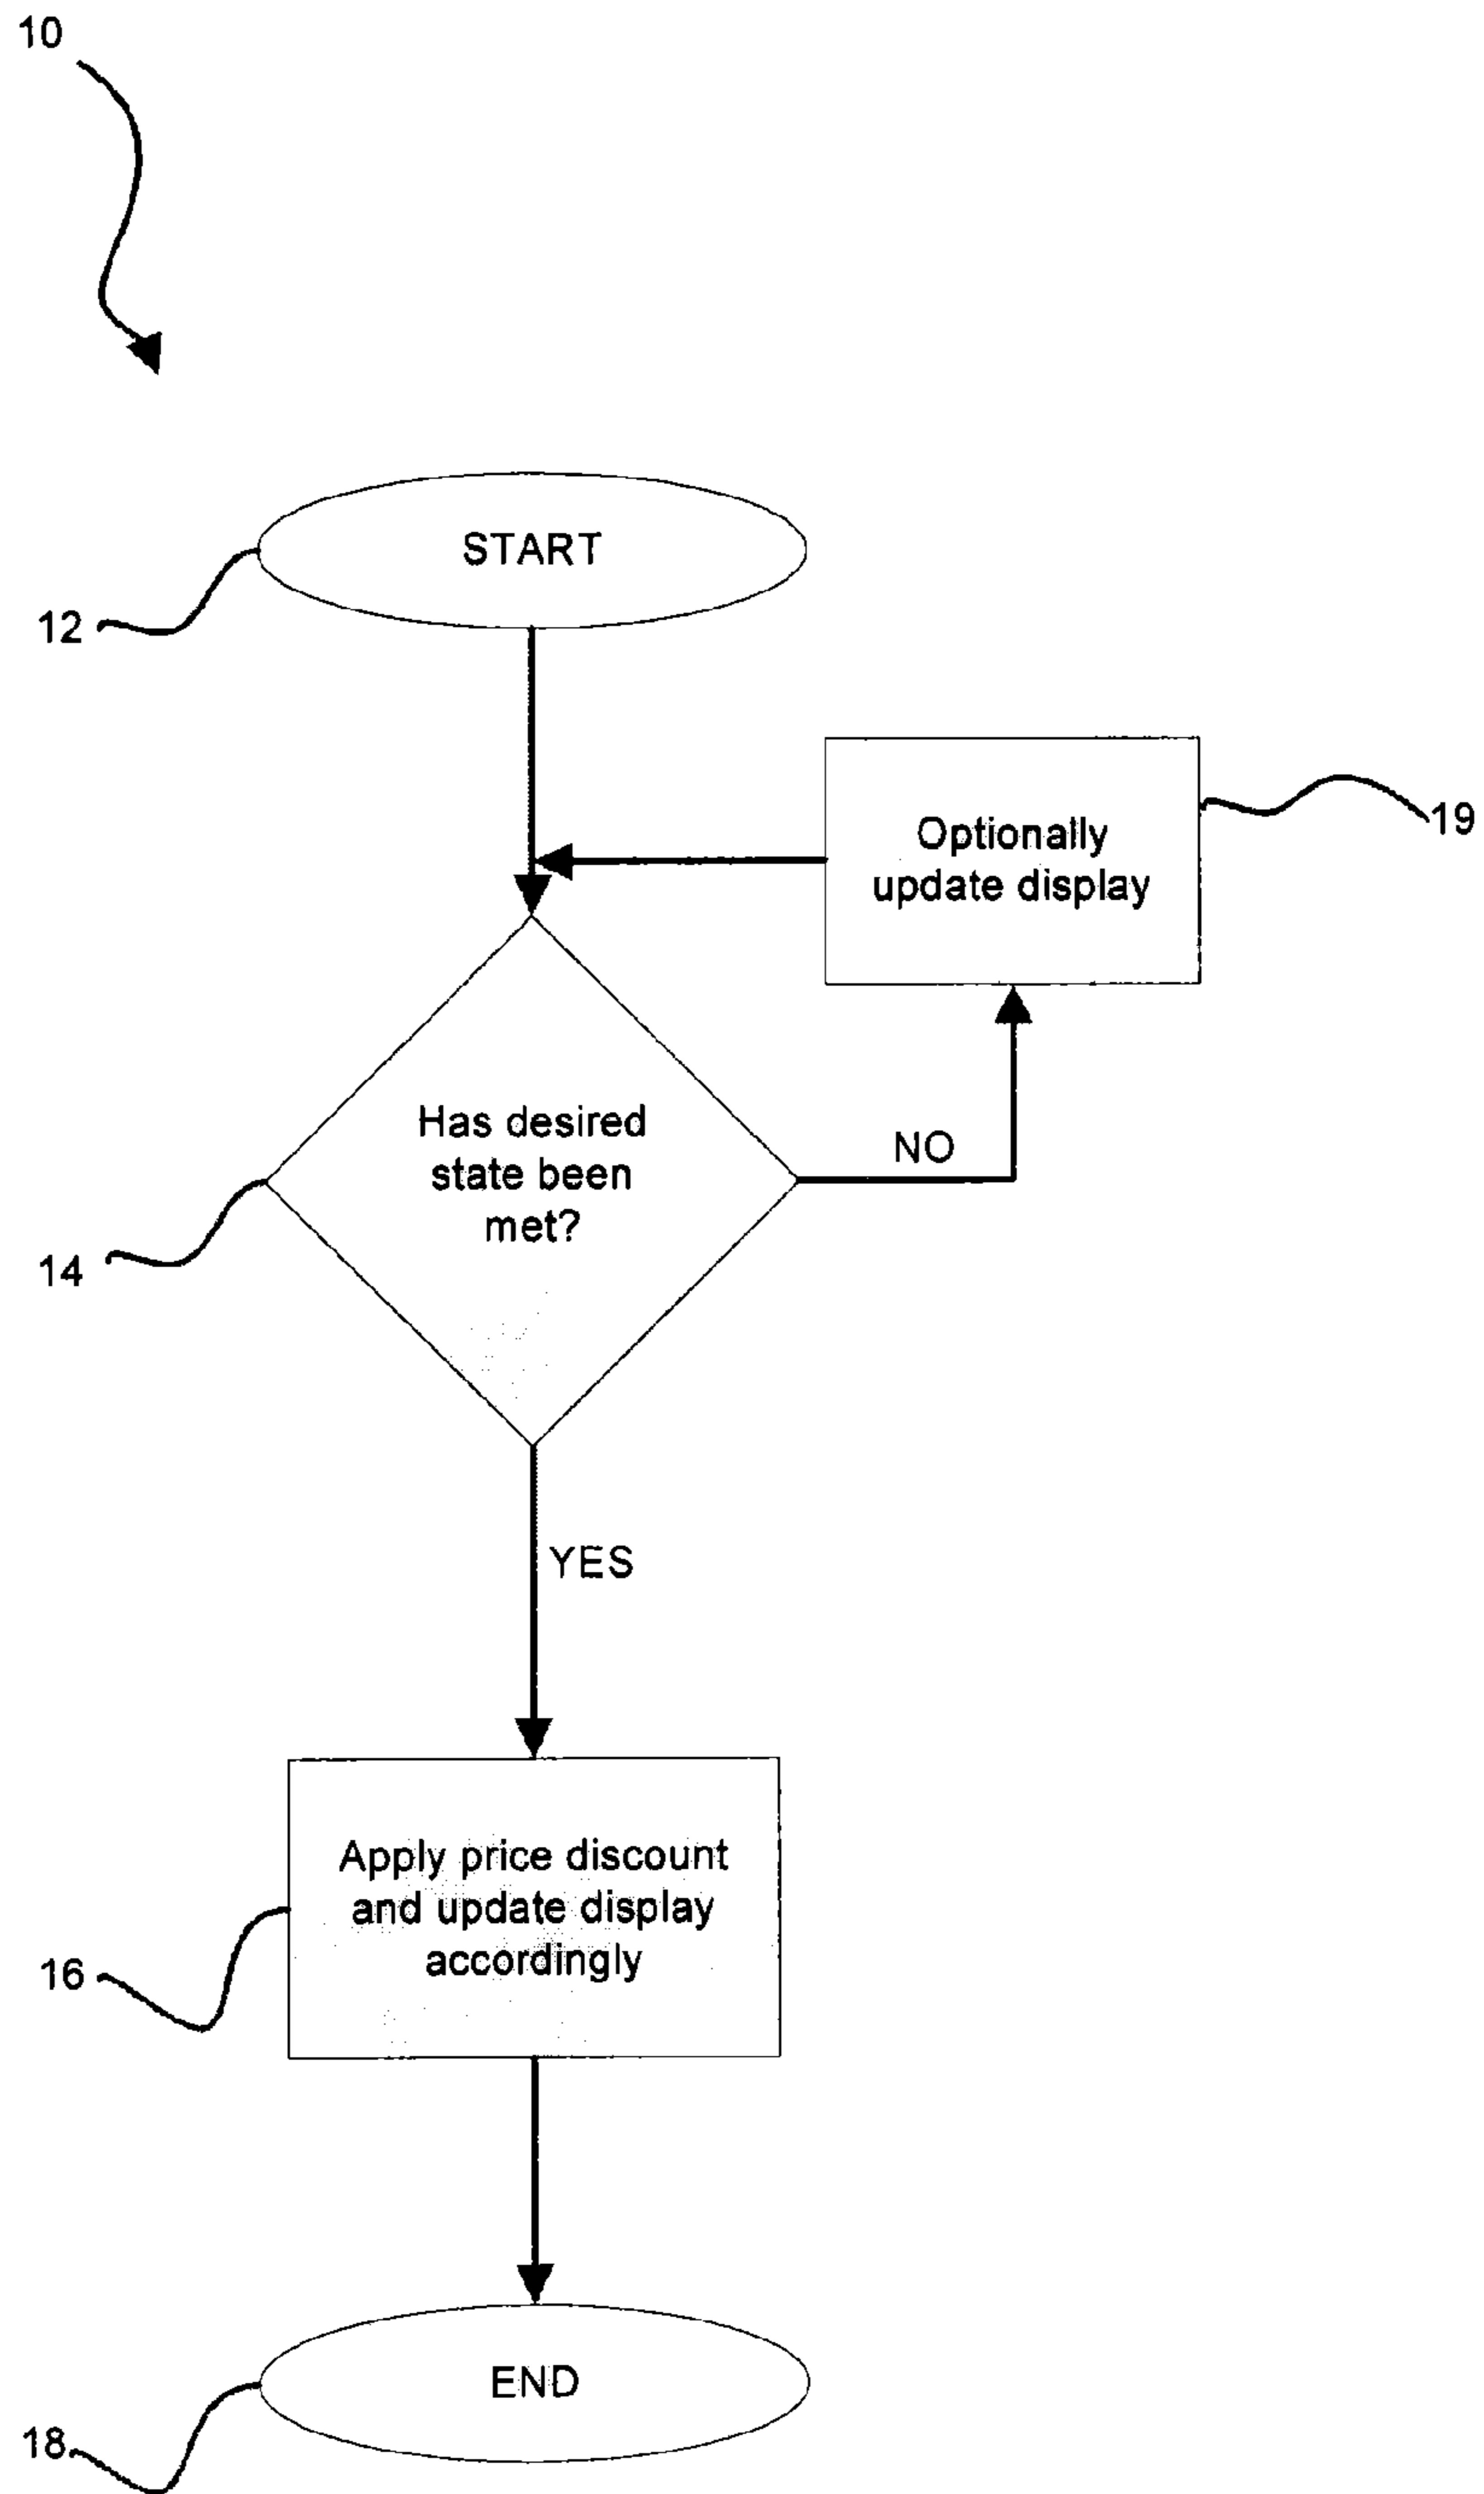 10
START
12
Optionally
update display
19
Has desired
state been
met?
NO
14
YES
Apply price discount
and update display
accordingly
16
END
18